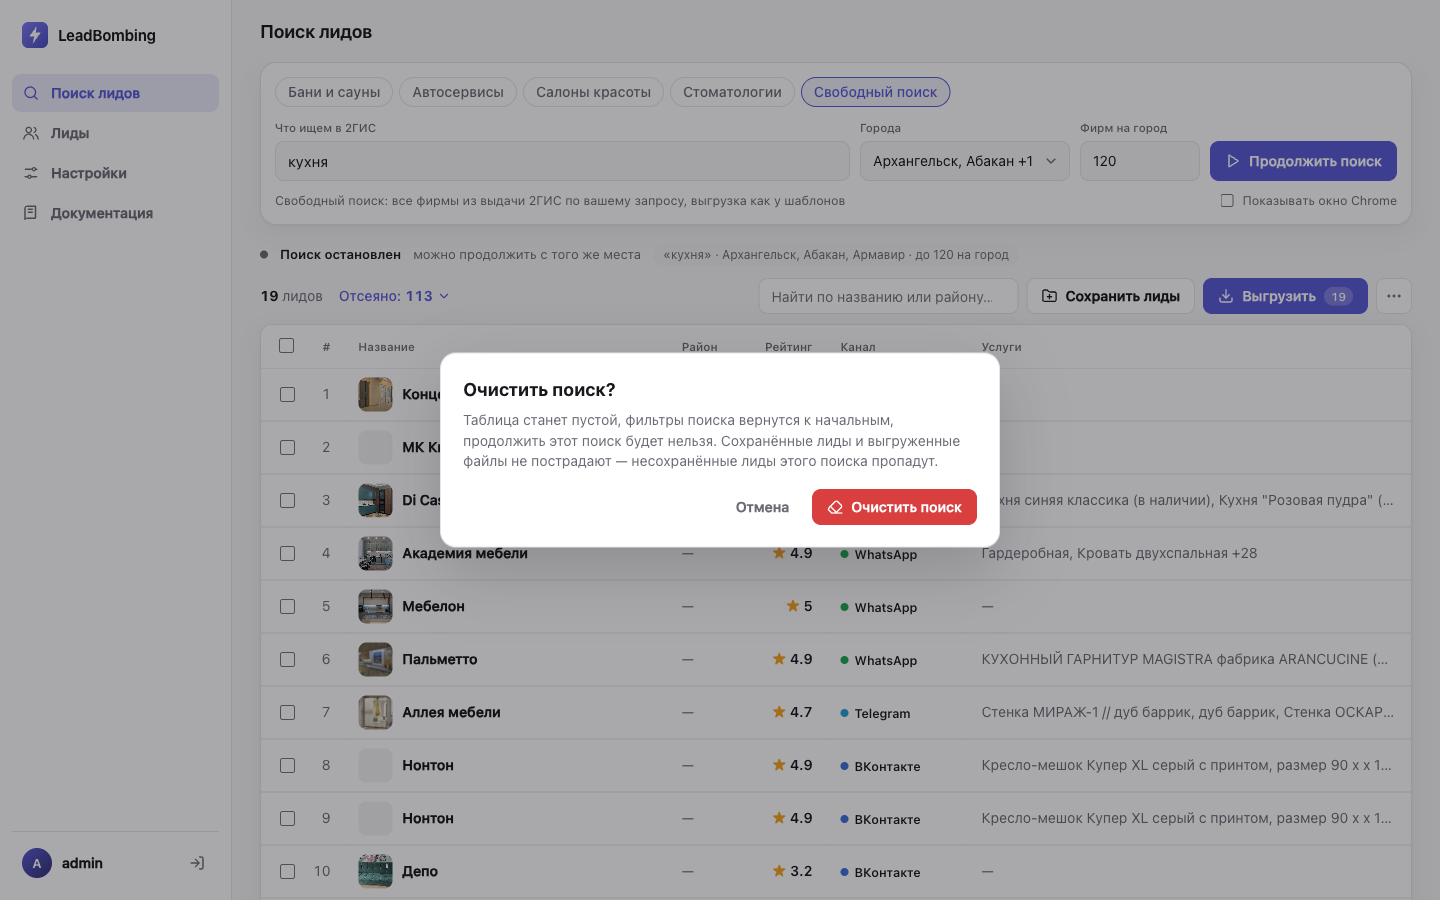 LeadBombing
Поиск лидов
Лиды
Настройки
Документация
admin
A
Поиск лидов
Бани и сауны
Автосервисы
Салоны красоты
Стоматологии
Свободный поиск
Что ищем в 2ГИС
Города
Фирм на город
кухня
Архангельск, Абакан +1
120
Продолжить поиск
Свободный поиск: все фирмы из выдачи 2ГИС по вашему запросу, выгрузка как у шаблонов
Показывать окно Chrome
Поиск остановлен можно продолжить с того же места «кухня» · Архангельск, Абакан, Армавир · до 120 на город
19 лидов Отсеяно: 113
Найти по названию или району...
Сохранить лиды
Выгрузить 19
# Название Район Рейтинг Канал Услуги
1
2 МК
3 Di
Кухня синяя классика (в наличии), Кухня "Розовая пудра" (...
4 Академия мебели — 4.9 WhatsApp Гардеробная, Кровать двухспальная +28
5 Мебелон — 5 WhatsApp —
6 Пальметто — 4.9 WhatsApp КУХОННЫЙ ГАРНИТУР MAGISTRA фабрика ARANCUCINE (...
7 Аллея мебели — 4.7 Telegram Стенка МИРАЖ-1 // дуб баррик, дуб баррик, Стенка ОСКАР...
8 Нонтон — 4.9 ВКонтакте Кресло-мешок Купер XL серый с принтом, размер 90 x x 1...
9 Нонтон — 4.9 ВКонтакте Кресло-мешок Купер XL серый с принтом, размер 90 x x 1...
10 Депо — 3.2 ВКонтакте —
Очистить поиск?
Таблица станет пустой, фильтры поиска вернутся к начальным,
продолжить этот поиск будет нельзя. Сохранённые лиды и выгруженные
файлы не пострадают — несохранённые лиды этого поиска пропадут.
Отмена
Очистить поиск